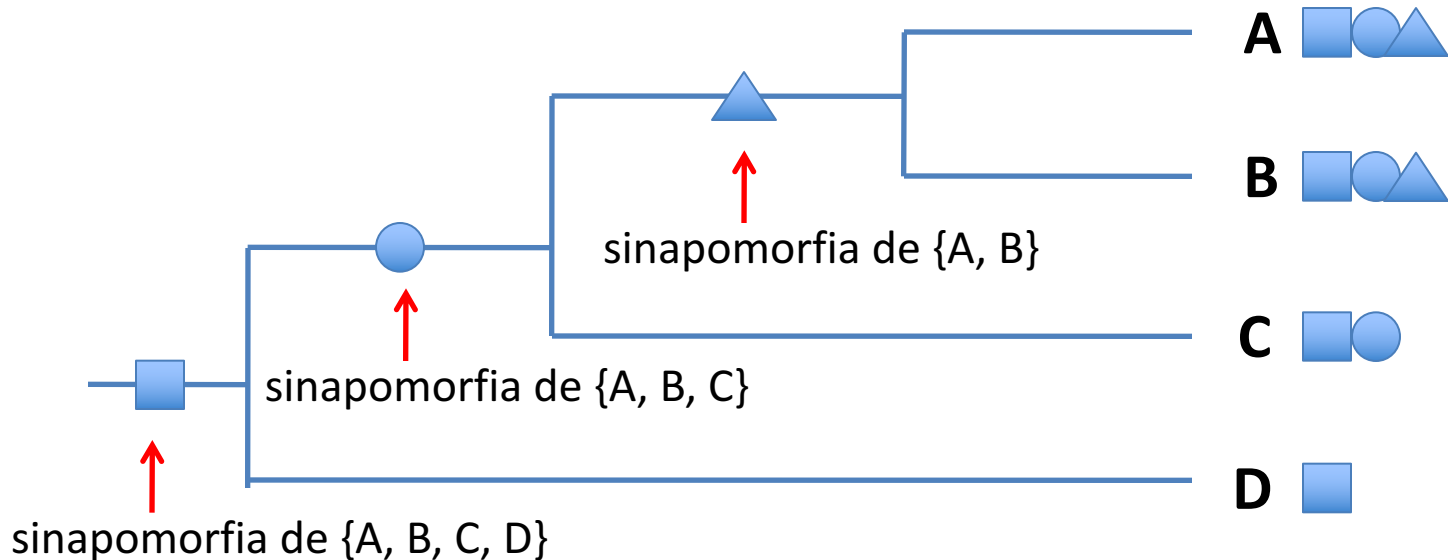 A
B
sinapomorfia de {A, B}
C
sinapomorfia de {A, B, C}
D
sinapomorfia de {A, B, C, D}